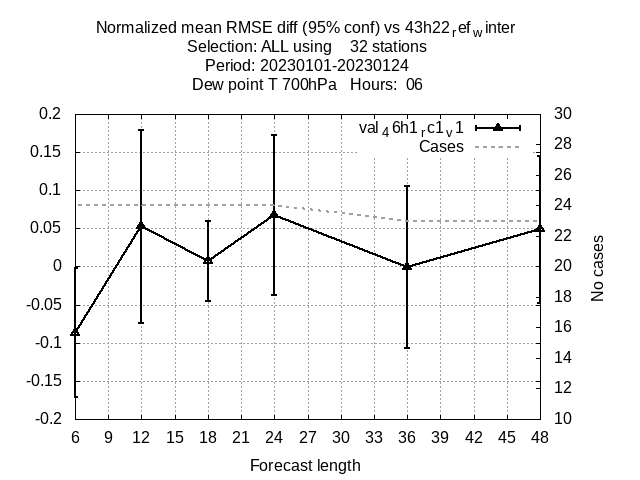 Normalized mean RMSE diff (95% conf) vs 43h22refwinter
Selection: ALL using 32 stations
Period: 20230101-20230124
Dew point T 700hPa Hours: 06
val46h1rc1v1
Cases
0.2
0.15
0.1
0.05
0
-0.05
-0.1
-0.15
-0.2
30
28
26
24
22
20
18
16
14
12
10
No cases
6 9 12 15 18 21 24 27 30 33 36 39 42 45 48
Forecast length